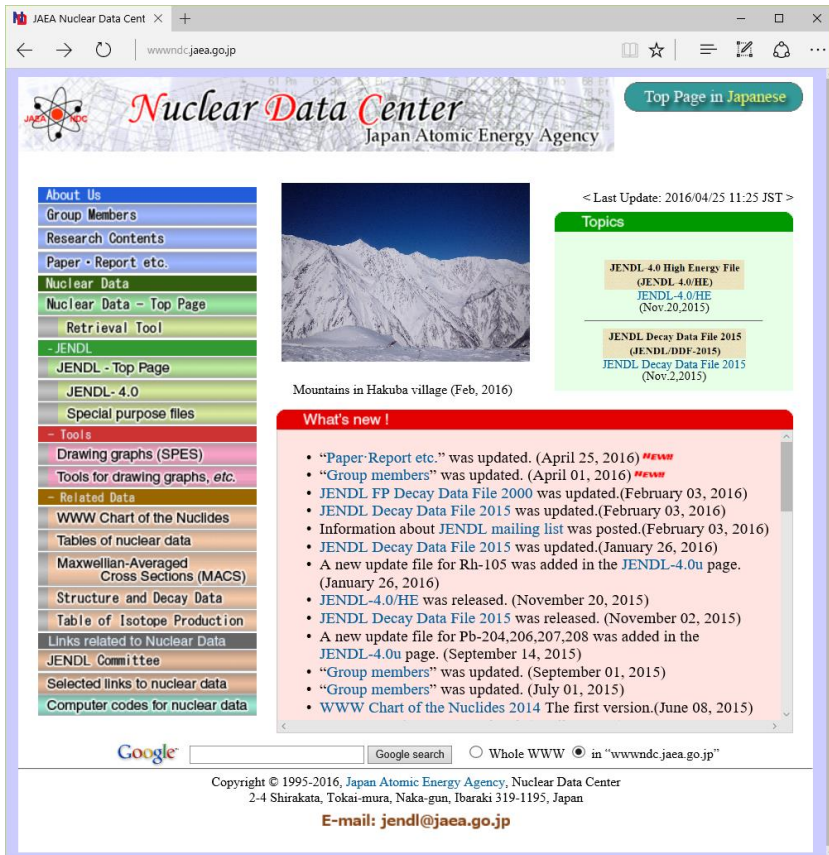 JAEA Nuclear Data Cent
wwwndc.jaea.go.jp
JAEA NDC
Nuclear Data Center
Japan Atomic Energy Agency
Top Page in Japanese
About Us
Group Members
Research Contents
Paper・Report etc.
Nuclear Data
Nuclear Data - Top Page
Retrieval Tool
-JENDL
JENDL - Top Page
JENDL- 4.0
Special purpose files
- Tools
Drawing graphs (SPES)
Tools for drawing graphs, etc.
- Related Data
WWW Chart of the Nuclides
Tables of nuclear data
Maxwellian-Averaged
Cross Sections (MACS)
Structure and Decay Data
Table of Isotope Production
Links related to Nuclear Data
JENDL Committee
Selected links to nuclear data
Computer codes for nuclear data
Mountains in Hakuba village (Feb, 2016)
< Last Update: 2016/04/25 11:25 JST >
Topics
JENDL-4.0 High Energy File
(JENDL-4.0/HE)
JENDL-4.0/HE
(Nov.20,2015)
JENDL Decay Data File 2015
(JENDL/DDF-2015)
JENDL Decay Data File 2015
(Nov.2,2015)
What's new !
• “Paper·Report etc.” was updated. (April 25, 2016) NEW!!
• “Group members” was updated. (April 01, 2016) NEW!!
• JENDL FP Decay Data File 2000 was updated.(February 03, 2016)
• JENDL Decay Data File 2015 was updated.(February 03, 2016)
• Information about JENDL mailing list was posted.(February 03, 2016)
• JENDL Decay Data File 2015 was updated.(January 26, 2016)
• A new update file for Rh-105 was added in the JENDL-4.0u page.
(January 26, 2016)
• JENDL-4.0/HE was released. (November 20, 2015)
• JENDL Decay Data File 2015 was released. (November 02, 2015)
• A new update file for Pb-204,206,207,208 was added in the
JENDL-4.0u page. (September 14, 2015)
• “Group members” was updated. (September 01, 2015)
• “Group members” was updated. (July 01, 2015)
• WWW Chart of the Nuclides 2014 The first version.(June 08, 2015)
Google Google search Whole WWW in “wwwndc.jaea.go.jp”
Copyright © 1995-2016, Japan Atomic Energy Agency, Nuclear Data Center
2-4 Shirakata, Tokai-mura, Naka-gun, Ibaraki 319-1195, Japan
E-mail: jendl@jaea.go.jp